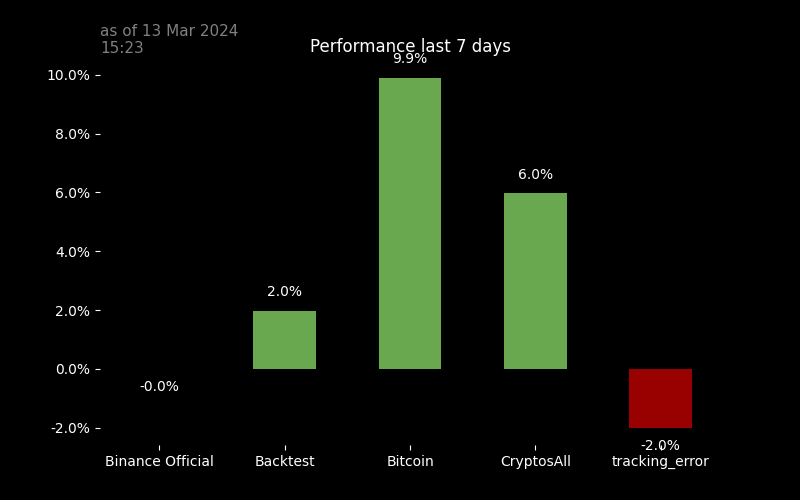 as of 13 Mar 2024
15:23
Performance last 7 days
10.0%
8.0%
6.0%
4.0%
2.0%
0.0%
-2.0%
-0.0%
2.0%
9.9%
6.0%
-2.0%
Binance Official
Backtest
Bitcoin
CryptosAll
tracking_error